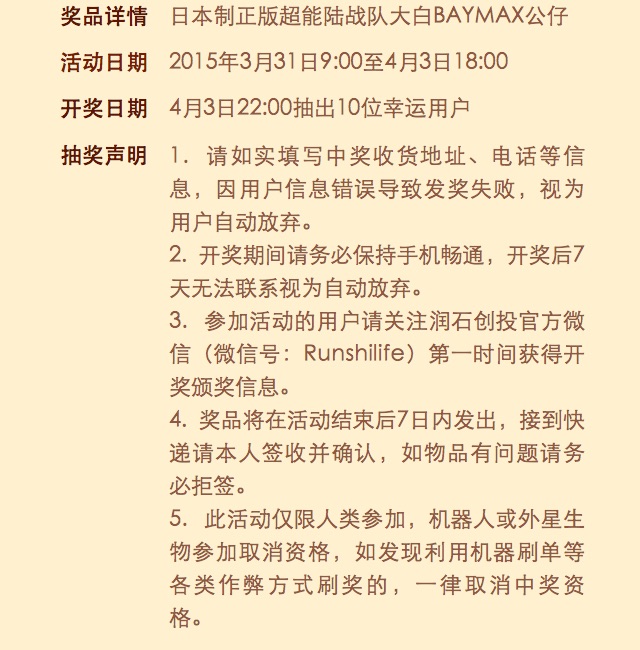 奖品详情 日本制正版超能陆战队大白BAYMAX公仔
活动日期 2015年3月31日9:00至4月3日18:00
开奖日期 4月3日22:00抽出10位幸运用户
抽奖声明 1. 请如实填写中奖收货地址、电话等信
息，因用户信息错误导致发奖失败，视为
用户自动放弃。
2. 开奖期间请务必保持手机畅通，开奖后7
天无法联系视为自动放弃。
3. 参加活动的用户请关注润石创投官方微
信（微信号：Runshilife）第一时间获得开
奖颁奖信息。
4. 奖品将在活动结束后7日内发出，接到快
递请本人签收并确认，如物品有问题请务
必拒签。
5. 此活动仅限人类参加，机器人或外星生
物参加取消资格，如发现利用机器刷单等
各类作弊方式刷奖的，一律取消中奖资
格。